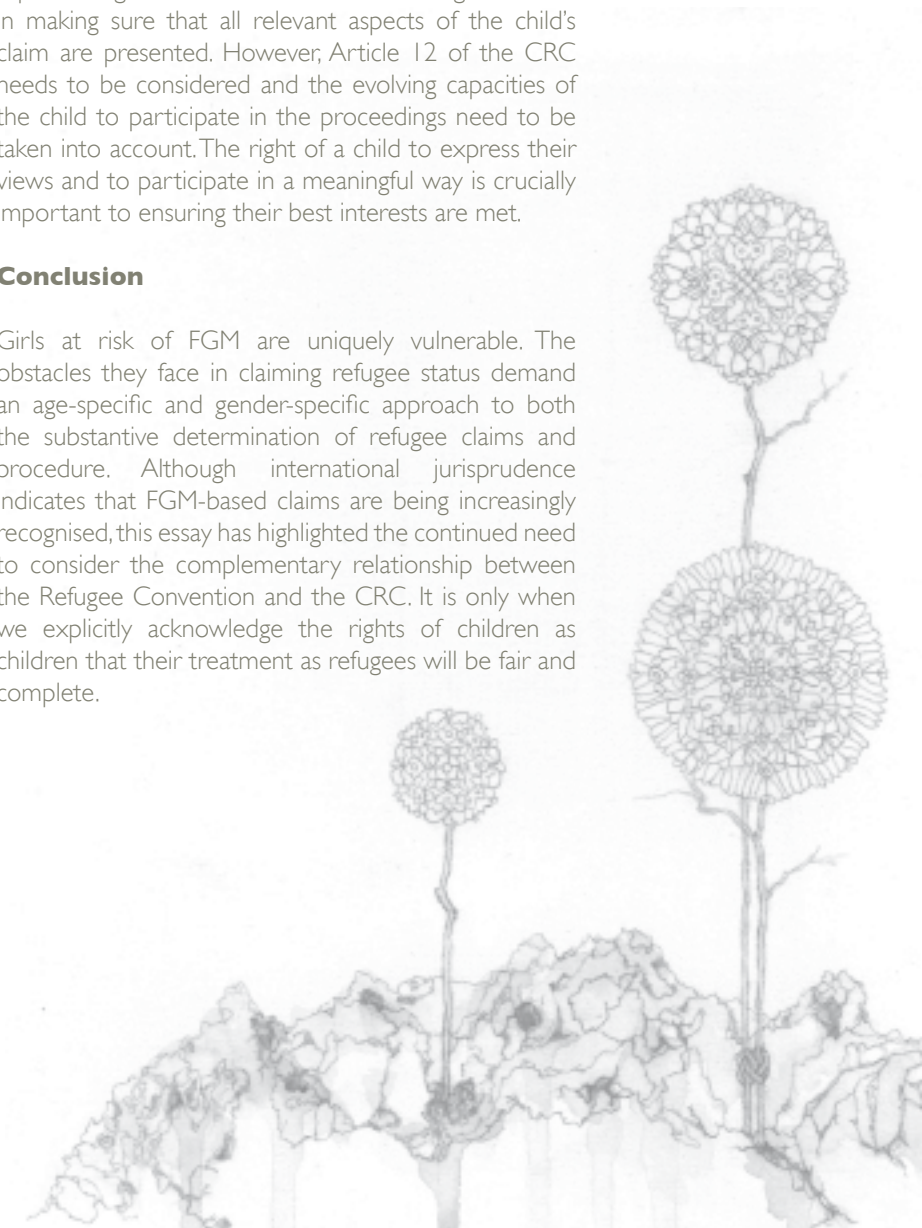 in making sure that all relevant aspects of the child's
claim are presented. However, Article 12 of the CRC
needs to be considered and the evolving capacities of
the child to participate in the proceedings need to be
taken into account. The right of a child to express their
views and to participate in a meaningful way is crucially
important to ensuring their best interests are met.
Conclusion
Girls at risk of FGM are uniquely vulnerable. The
obstacles they face in claiming refugee status demand
an age-specific and gender-specific approach to both
the substantive determination of refugee claims and
procedure. Although international jurisprudence
indicates that FGM-based claims are being increasingly
recognised, this essay has highlighted the continued need
to consider the complementary relationship between
the Refugee Convention and the CRC. It is only when
we explicitly acknowledge the rights of children as
children that their treatment as refugees will be fair and
complete.